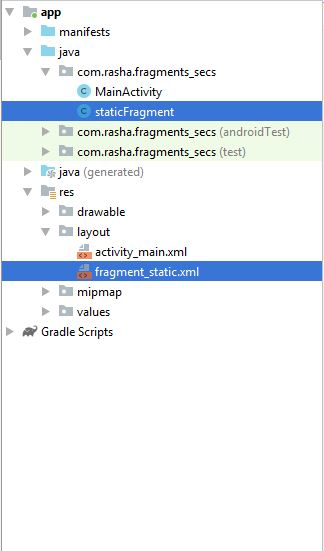 app
manifests
java
com.rasha.fragments_secs
MainActivity
staticFragment
com.rasha.fragments_secs (androidTest)
com.rasha.fragments_secs (test)
java (generated)
res
drawable
layout
activity_main.xml
fragment_static.xml
mipmap
values
Gradle Scripts